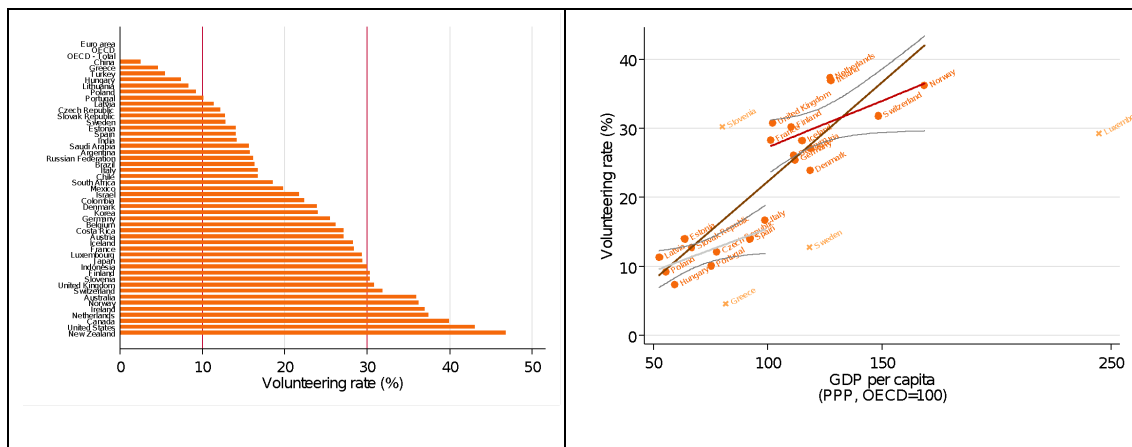 Euro area
OECD
OECD - Total
China
Greece
Turkey
Hungary
Lithuania
Poland
Portugal
Latvia
Czech Republic
Slovak Republic
Sweden
Estonia
Spain
India
Saudi Arabia
Argentina
Russian Federation
Brazil
Italy
Chile
South Africa
Mexico
Israel
Colombia
Denmark
Korea
Germany
Belgium
Costa Rica
Austria
Iceland
France
Luxembourg
Japan
Indonesia
Finland
Slovenia
United Kingdom
Switzerland
Australia
Norway
Ireland
Netherlands
Canada
United States
New Zealand
0 10 20 30 40 50
Volunteering rate (%)
40
30
20
10
0
Volunteering rate (%)
Netherlands
Ireland
Norway
United Kingdom
Switzerland
Slovenia
Finland
France
Iceland
Luxemb
Germany
Denmark
Italy
Estonia
Slovak Republic
Spain
Czech Republic
Latvia
Sweden
Portugal
Poland
Hungary
Greece
50 100 150 250
GDP per capita
(PPP, OECD=100)